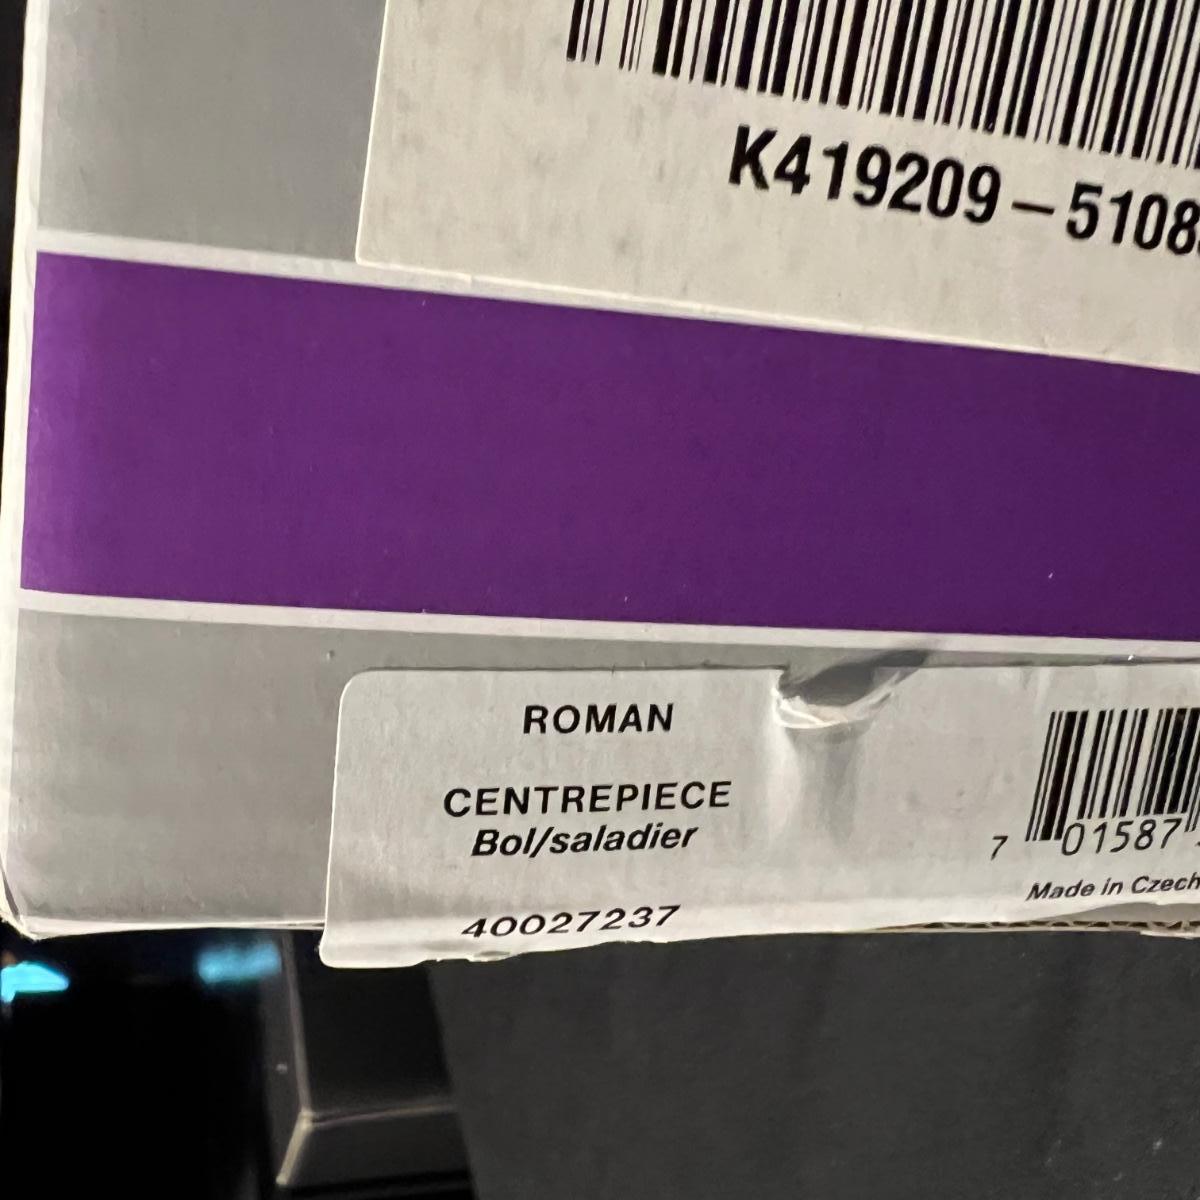 K419209-5108
ROMAN
CENTREPIECE
Bol/saladier
40027237
7 01587
Made in Czech